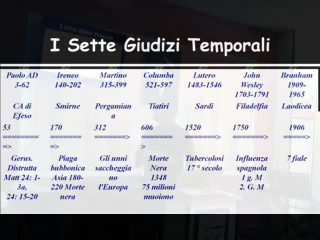 I Sette Giudizi Temporali
Paolo AD 3-62 Ireneo 140-202 Martino 315-399 Columba 521-597 Lutero 1483-1546 John Wesley 1703-1791 Branham 1909-1965
CA di Efeso Smirne Pergamiana Tiatiri Sardi Filadelfia Laodicea
53 ========> 170 ========> 312 =======> 606 ========> 1520 =======> 1750 =======> 1906 =====>
Gerus. Distrutta Matt 24: 1-3a, 24: 15-20 Piaga bubbonica Asia 180-220 Morte nera Gli unni saccheggiano l'Europa Morte Nera 1348 75 milioni muoiono Tubercolosi 17 ° secolo Influenza spagnola 1 g. M 2. G. M 7 fiale